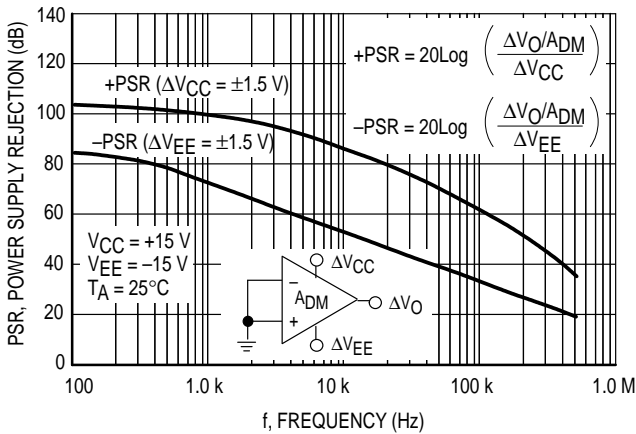 PSR, POWER SUPPLY REJECTION (dB)
140
120
100
80
60
40
20
0
+PSR (ΔVCC = ±1.5 V)
–PSR (ΔVEE = ±1.5 V)
+PSR = 20Log ( ΔVO/ADM
ΔVCC )
–PSR = 20Log ( ΔVO/ADM
ΔVEE )
VCC = +15 V
VEE = –15 V
TA = 25°C
ΔVCC
–
ADM
+
ΔVO
ΔVEE
100 1.0 k 10 k 100 k 1.0 M
f, FREQUENCY (Hz)